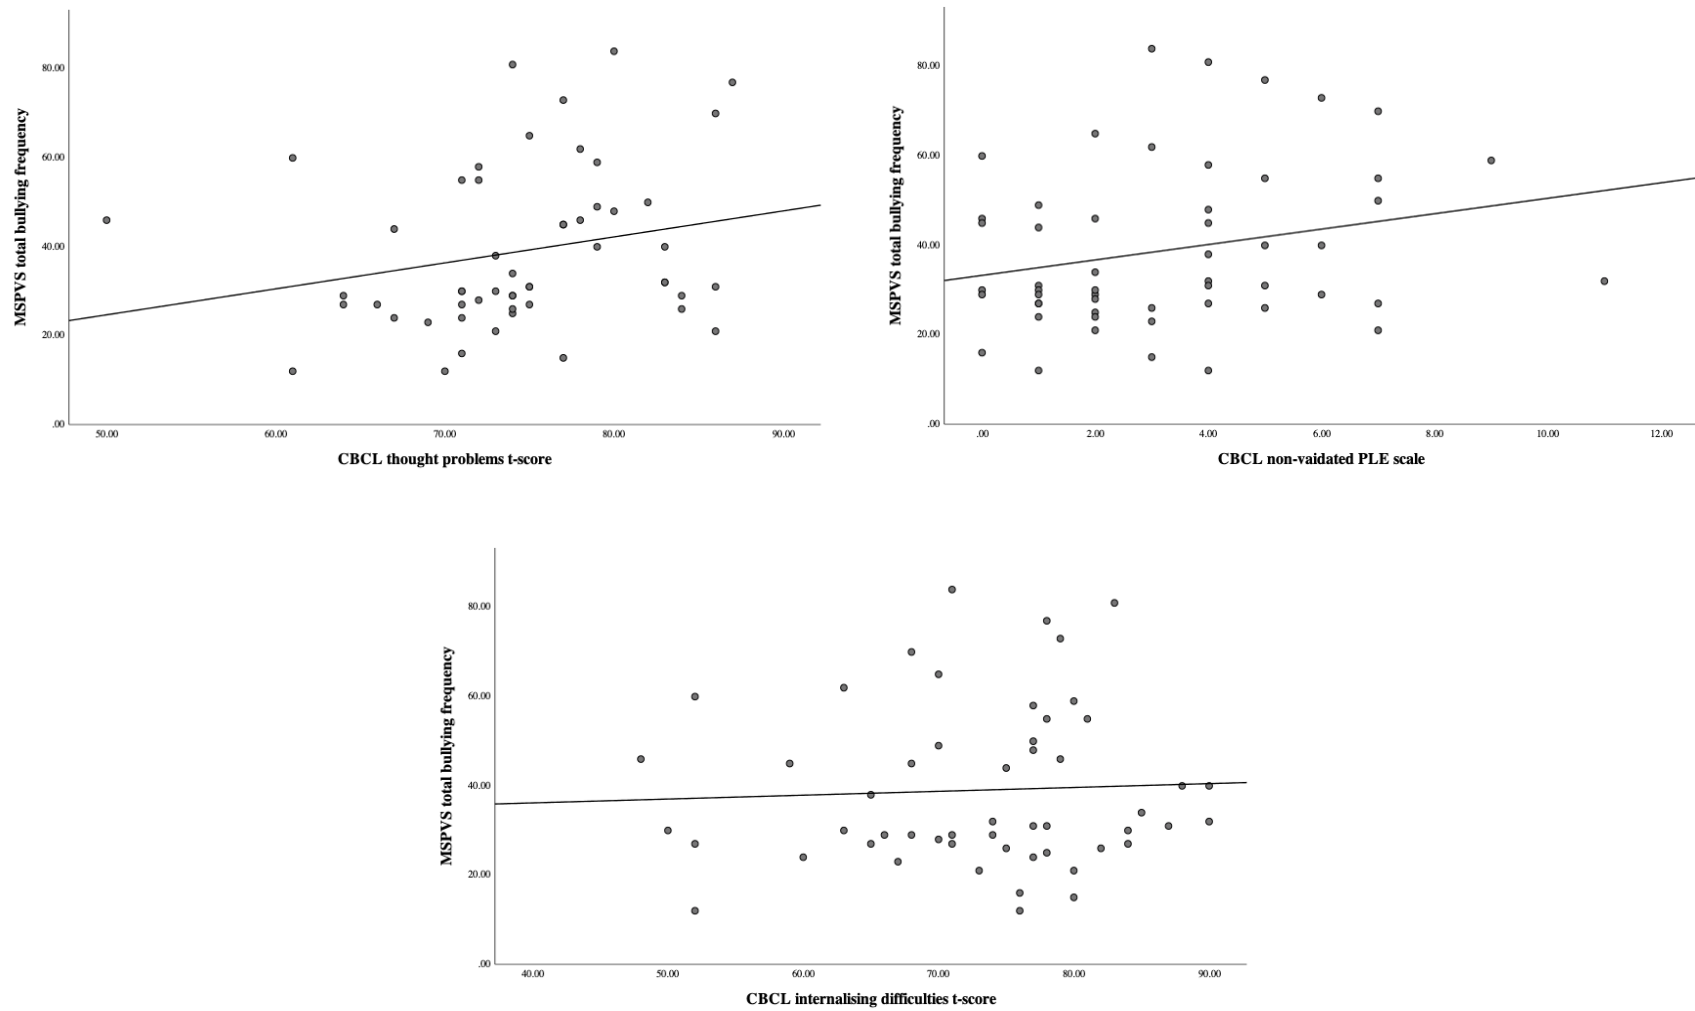 MSPVS total bullying frequency
80.00
60.00
40.00
20.00
.00
50.00 60.00 70.00 80.00 90.00
CBCL thought problems t-score
MSPVS total bullying frequency
80.00
60.00
40.00
20.00
.00
.00 2.00 4.00 6.00 8.00 10.00 12.00
CBCL non-vaidated PLE scale
MSPVS total bullying frequency
80.00
60.00
40.00
20.00
.00
40.00 50.00 60.00 70.00 80.00 90.00
CBCL internalising difficulties t-score